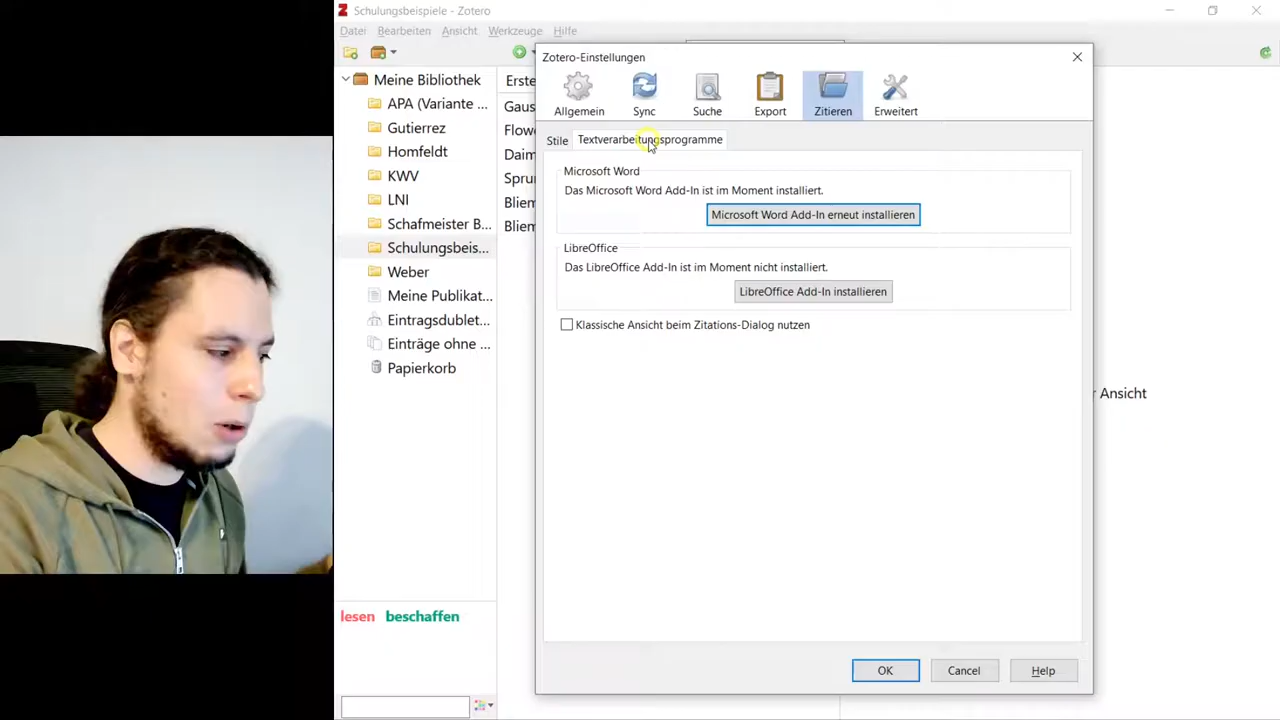 Schulungsbeispiele - Zotero
Datei Bearbeiten Ansicht Werkzeuge Hilfe
Meine Bibliothek
APA (Variante ...
Gutierrez
Homfeldt
KWV
LNI
Schafmeister B...
Schulungsbeis...
Weber
Meine Publikat...
Eintragsdublet...
Einträge ohne ...
Papierkorb
lesen beschaffen
Erste
Gaus
Flow
Daim
Sprun
Bliem
Bliem
Zotero-Einstellungen
Allgemein Sync Suche Export Zitieren Erweitert
Stile Textverarbeitungsprogramme
Microsoft Word
Das Microsoft Word Add-In ist im Moment installiert.
Microsoft Word Add-In erneut installieren
LibreOffice
Das LibreOffice Add-In ist im Moment nicht installiert.
LibreOffice Add-In installieren
Klassische Ansicht beim Zitations-Dialog nutzen
OK Cancel Help
r Ansicht